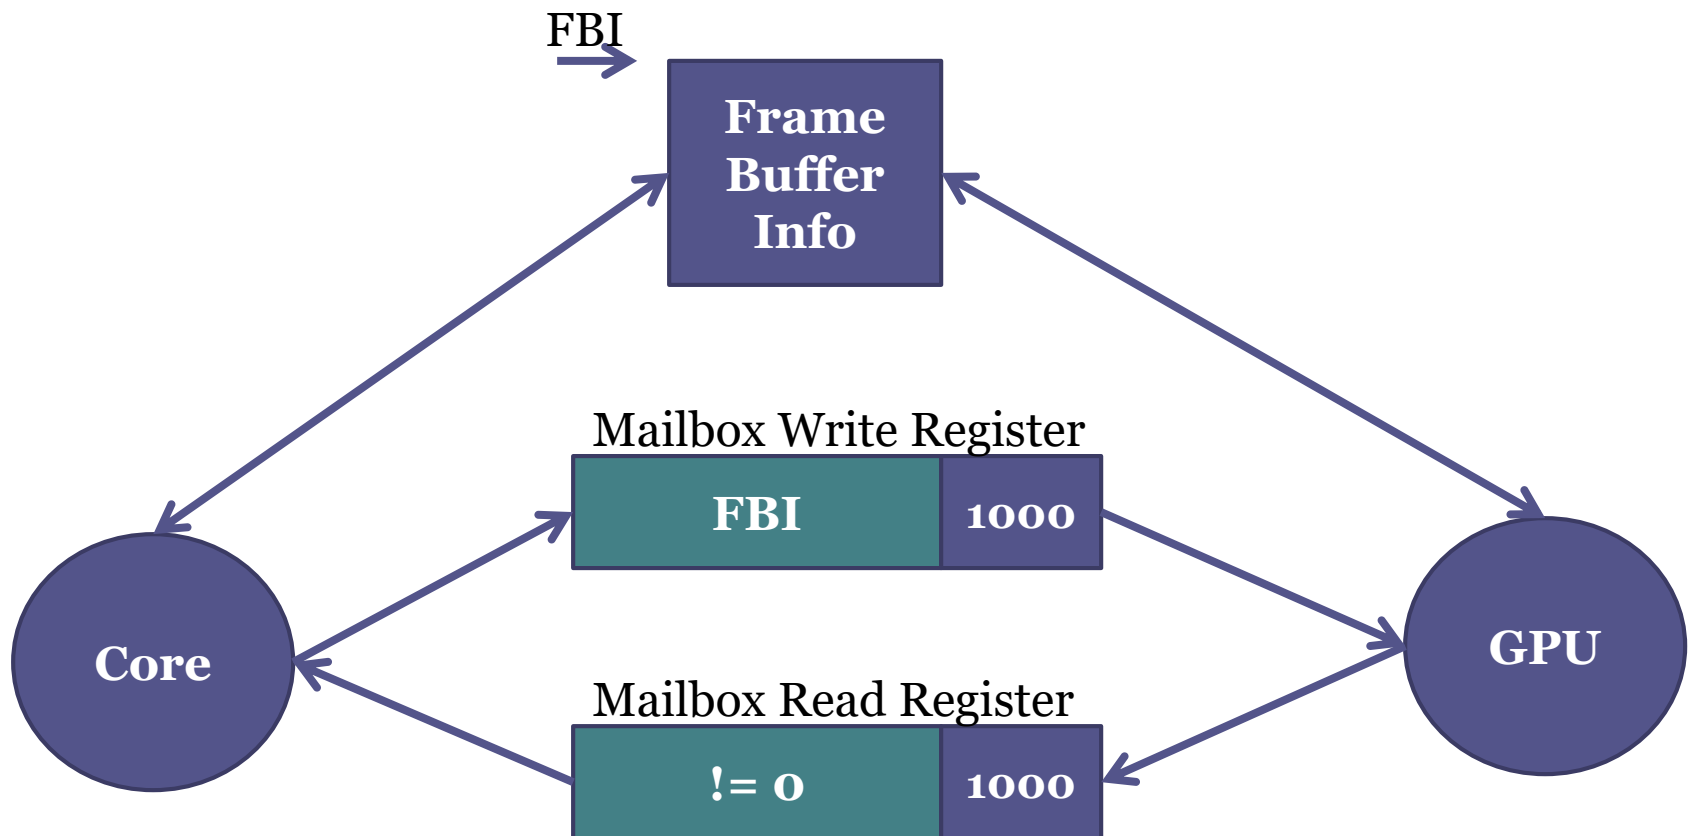 FBI
Frame
Buffer
Info
Mailbox Write Register
FBI 1000
Core
GPU
Mailbox Read Register
!= 0 1000